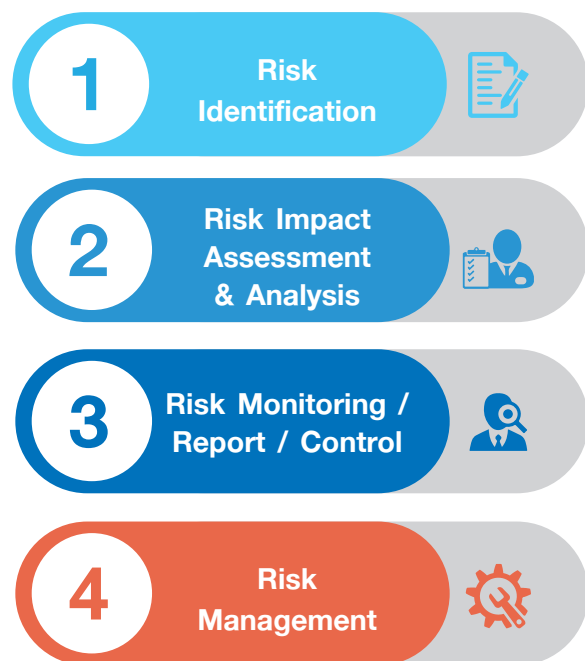 1
Risk
Identification
2
Risk Impact
Assessment
& Analysis
3
Risk Monitoring /
Report / Control
4
Risk
Management